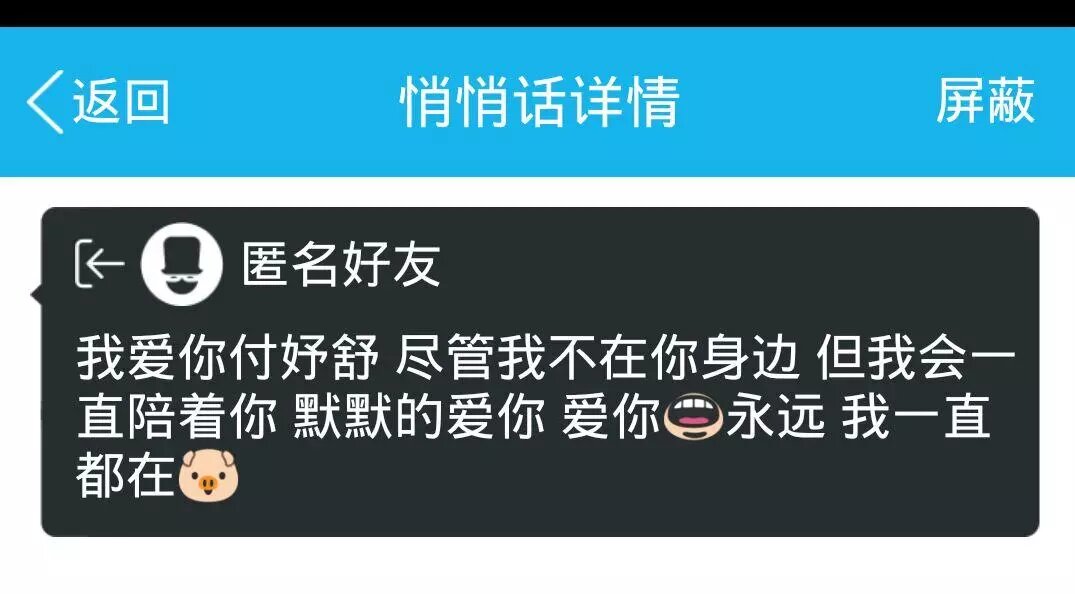 返回 悄悄话详情 屏蔽
匿名好友
我爱你付妤舒 尽管我不在你身边 但我会一
直陪着你 默默的爱你 爱你👄永远 我一直
都在🐷